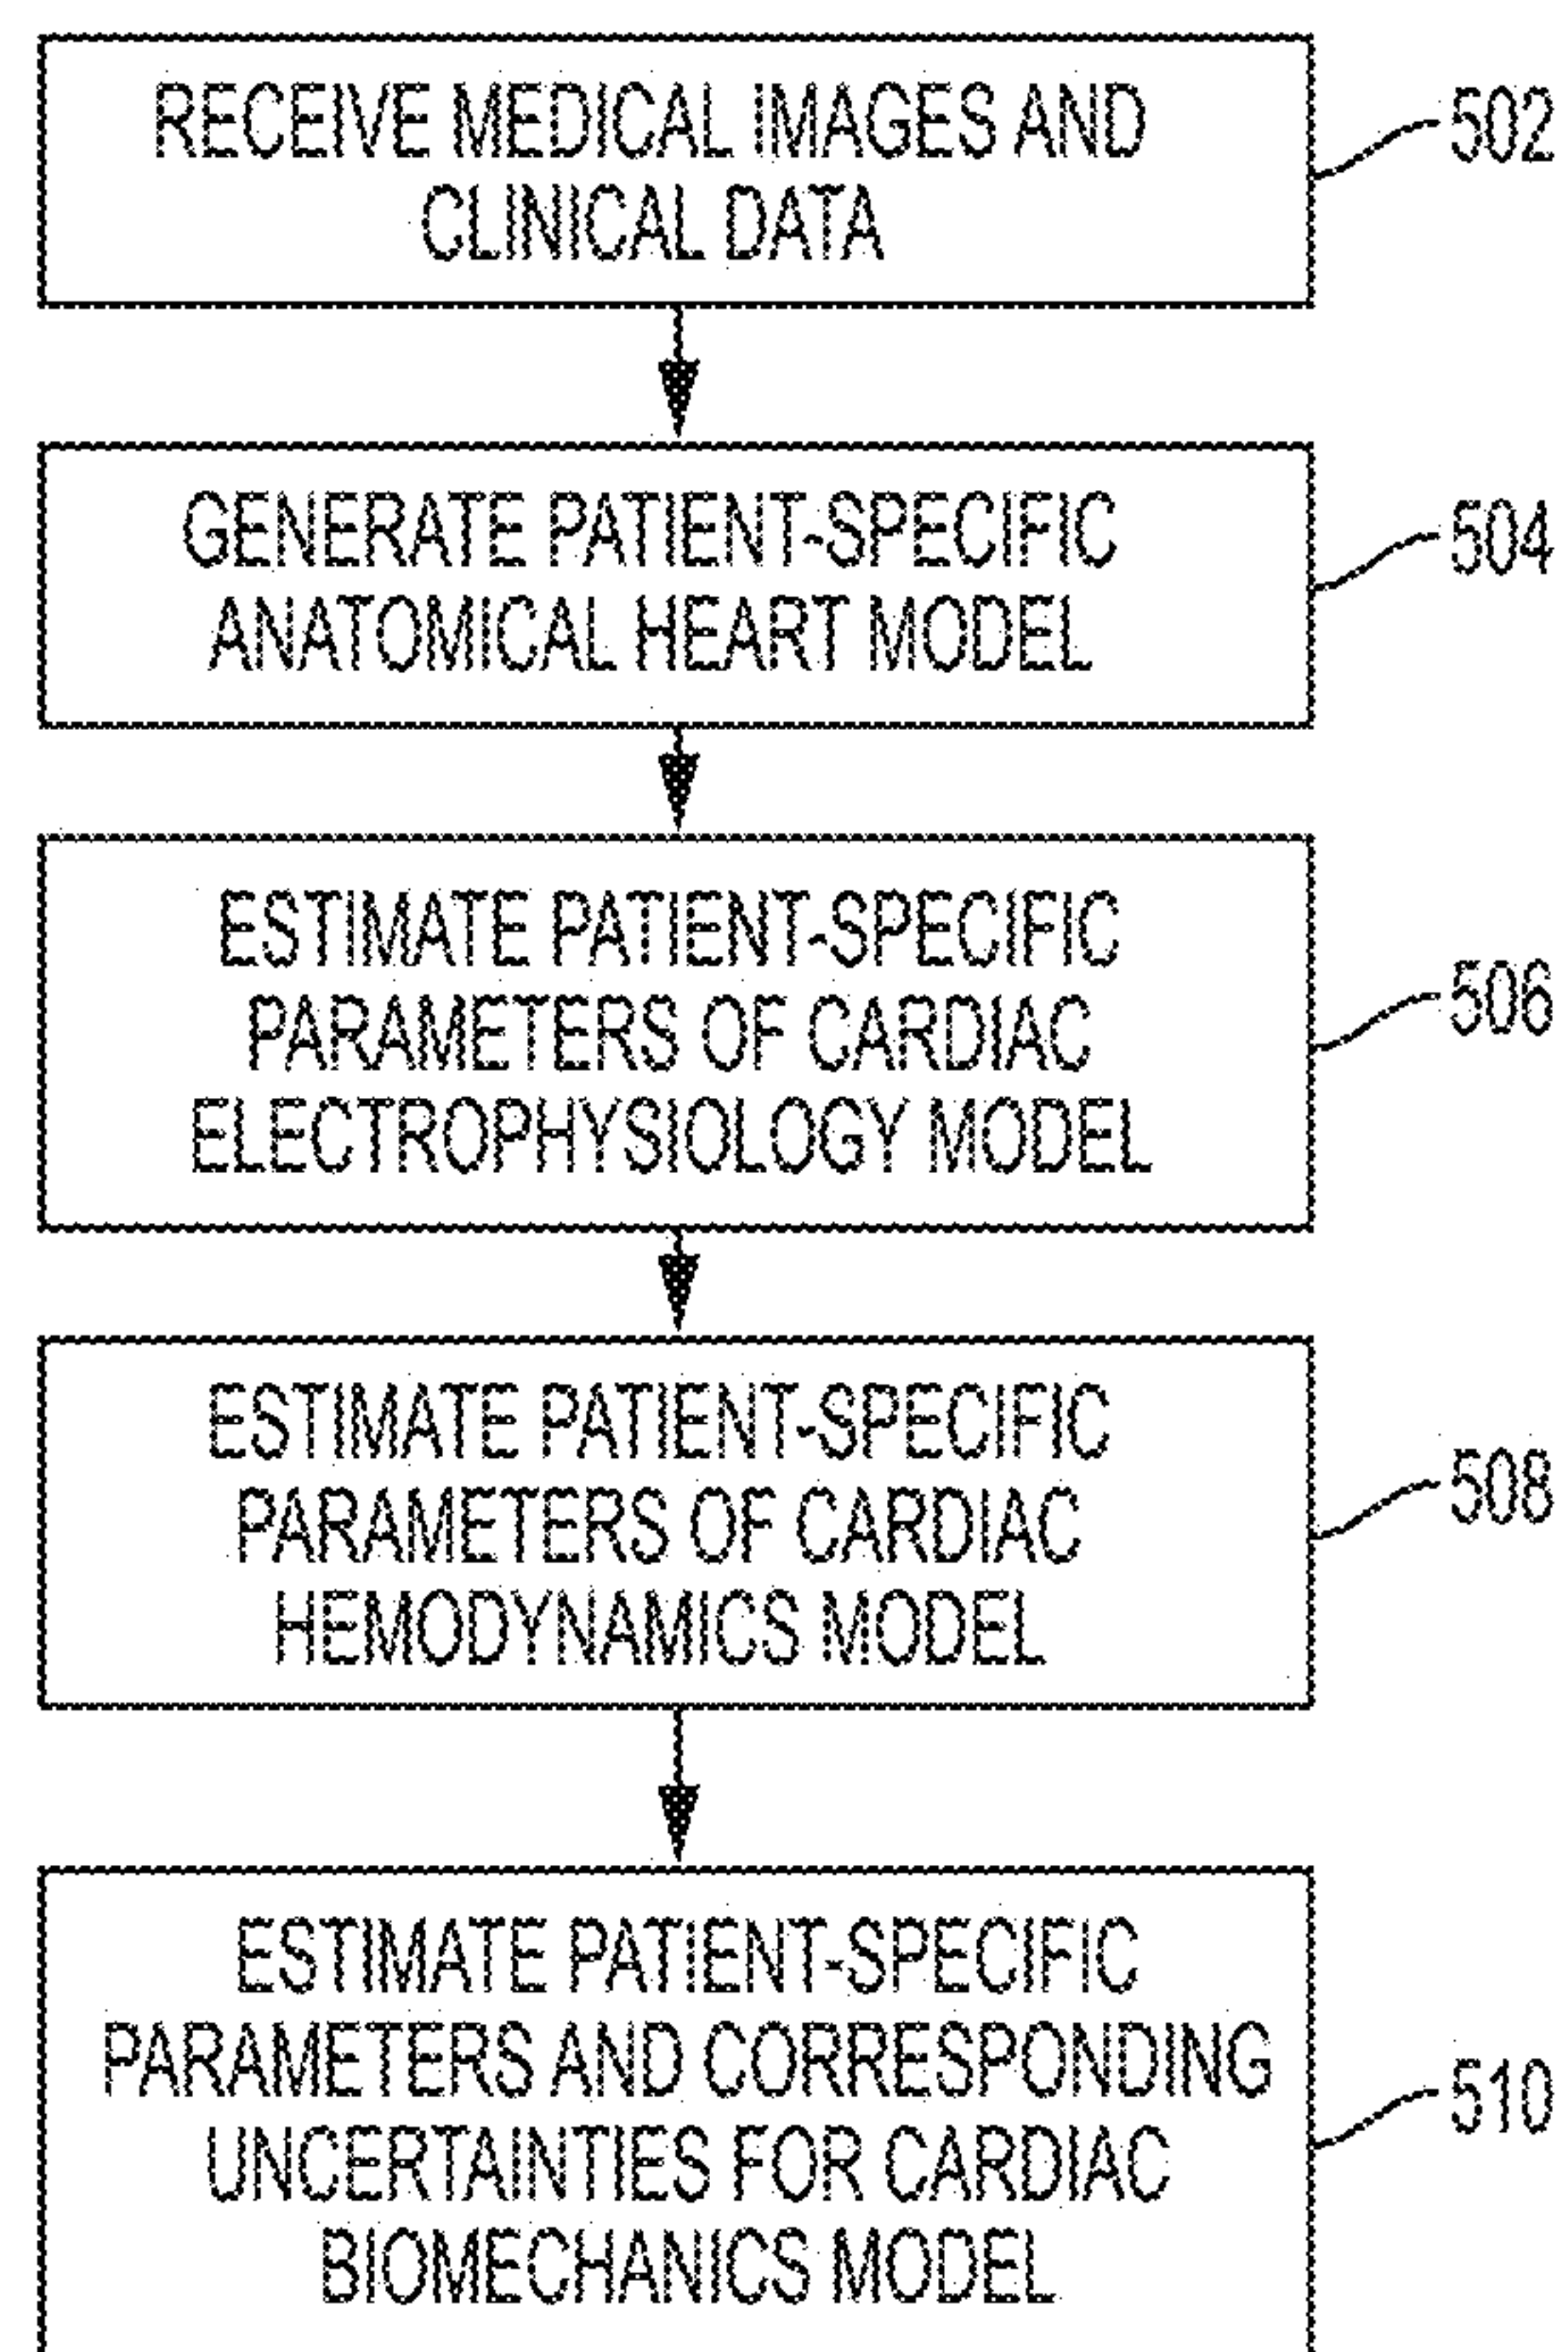 RECEIVE MEDICAL IMAGES AND
CLINICAL DATA
502
GENERATE PATIENT-SPECIFIC
ANATOMICAL HEART MODEL
504
ESTIMATE PATIENT-SPECIFIC
PARAMETERS OF CARDIAC
ELECTROPHYSIOLOGY MODEL
506
ESTIMATE PATIENT-SPECIFIC
PARAMETERS OF CARDIAC
HEMODYNAMICS MODEL
508
ESTIMATE PATIENT-SPECIFIC
PARAMETERS AND CORRESPONDING
UNCERTAINTIES FOR CARDIAC
BIOMECHANICS MODEL
510